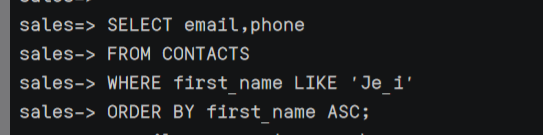 sales=> SELECT email,phone
sales-> FROM CONTACTS
sales-> WHERE first_name LIKE 'Je_i'
sales-> ORDER BY first_name ASC;